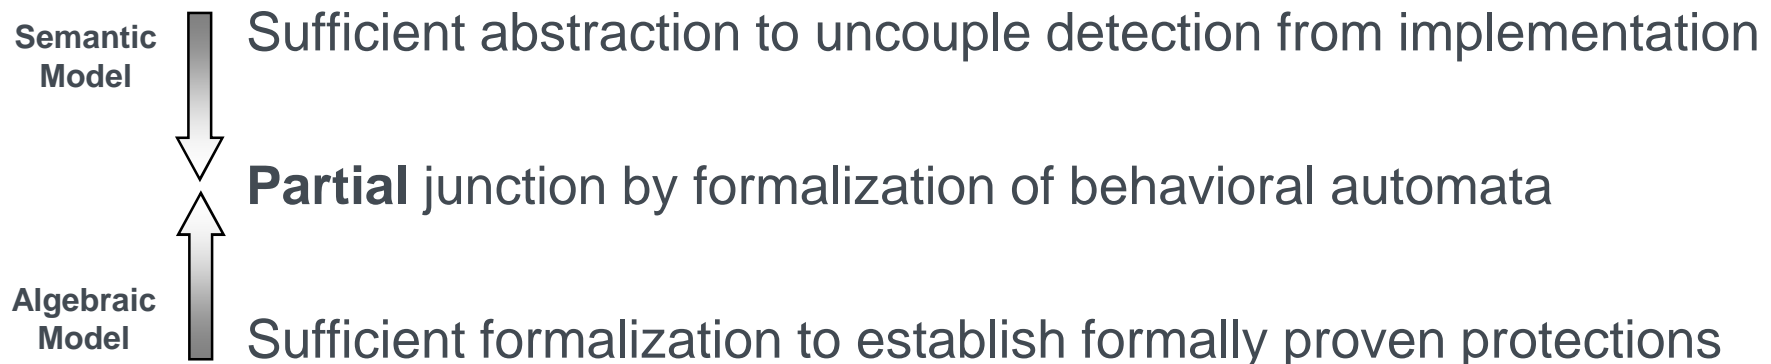 Semantic
Model
Sufficient abstraction to uncouple detection from implementation
Partial junction by formalization of behavioral automata
Algebraic
Model
Sufficient formalization to establish formally proven protections